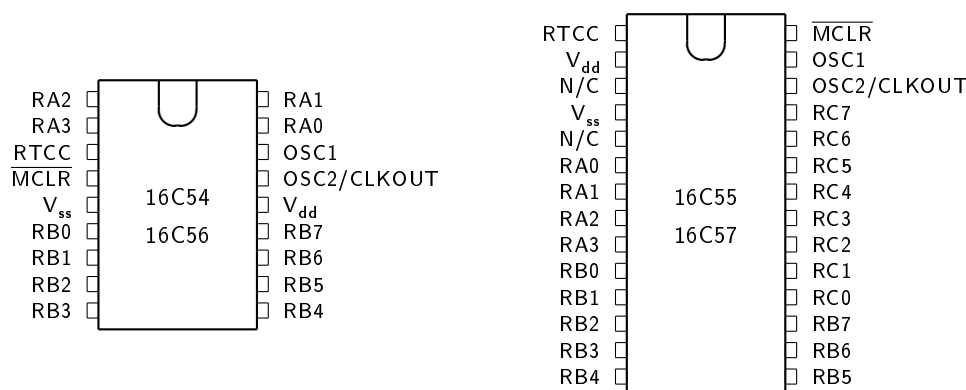 RA2
RA3
RTCC
MCLR
Vss
RB0
RB1
RB2
RB3
16C54
16C56
RA1
RA0
OSC1
OSC2/CLKOUT
Vdd
RB7
RB6
RB5
RB4
RTCC
Vdd
N/C
Vss
N/C
RA0
RA1
RA2
RA3
RB0
RB1
RB2
RB3
RB4
16C55
16C57
MCLR
OSC1
OSC2/CLKOUT
RC7
RC6
RC5
RC4
RC3
RC2
RC1
RC0
RB7
RB6
RB5